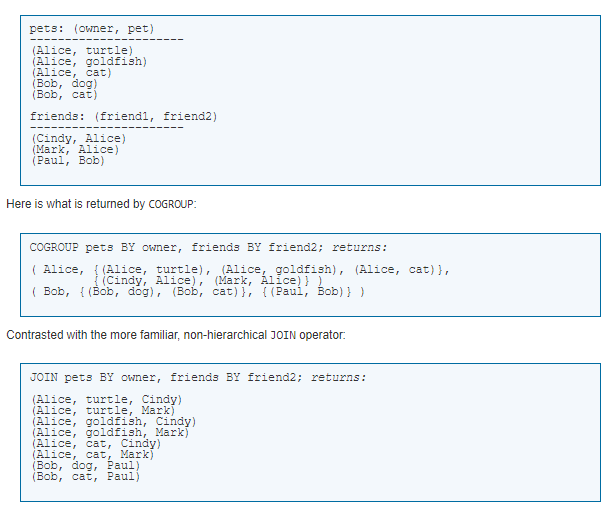 pets: (owner, pet)
----------------------
(Alice, turtle)
(Alice, goldfish)
(Alice, cat)
(Bob, dog)
(Bob, cat)
friends: (friend1, friend2)
----------------------
(Cindy, Alice)
(Mark, Alice)
(Paul, Bob)
Here is what is returned by COGROUP:
COGROUP pets BY owner, friends BY friend2; returns:
( Alice, {(Alice, turtle), (Alice, goldfish), (Alice, cat)},
{(Cindy, Alice), (Mark, Alice)} )
( Bob, {(Bob, dog), (Bob, cat)}, {(Paul, Bob)} )
Contrasted with the more familiar, non-hierarchical JOIN operator:
JOIN pets BY owner, friends BY friend2; returns:
(Alice, turtle, Cindy)
(Alice, turtle, Mark)
(Alice, goldfish, Cindy)
(Alice, goldfish, Mark)
(Alice, cat, Cindy)
(Alice, cat, Mark)
(Bob, dog, Paul)
(Bob, cat, Paul)